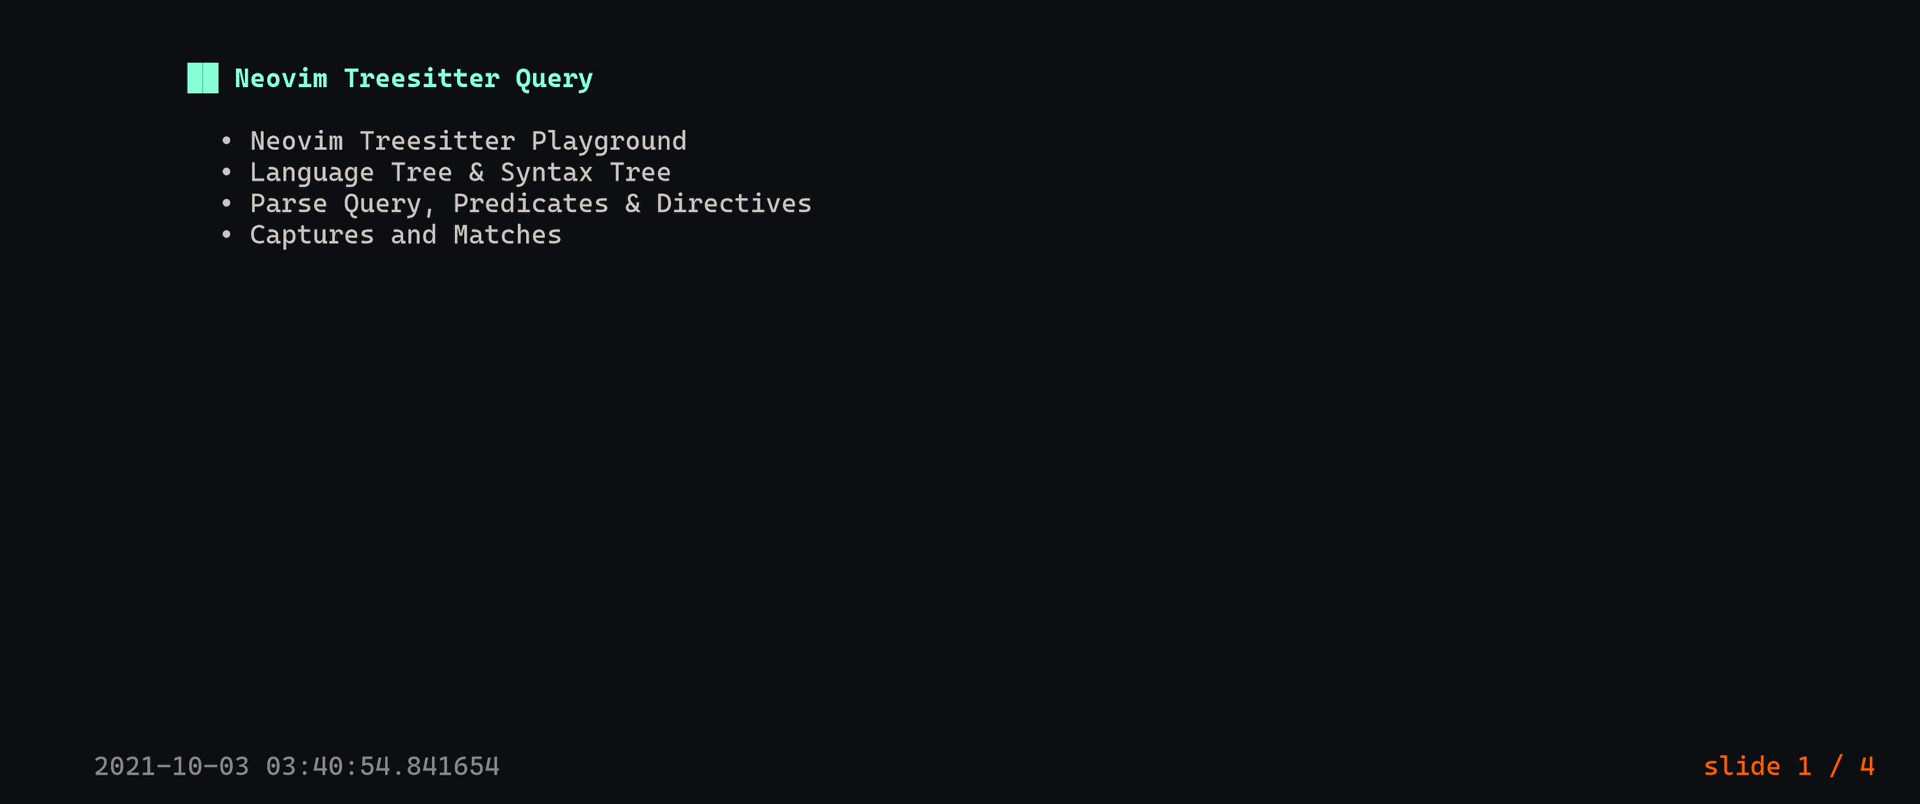 ██ Neovim Treesitter Query
• Neovim Treesitter Playground
• Language Tree & Syntax Tree
• Parse Query, Predicates & Directives
• Captures and Matches
2021-10-03 03:40:54.841654
slide 1 / 4